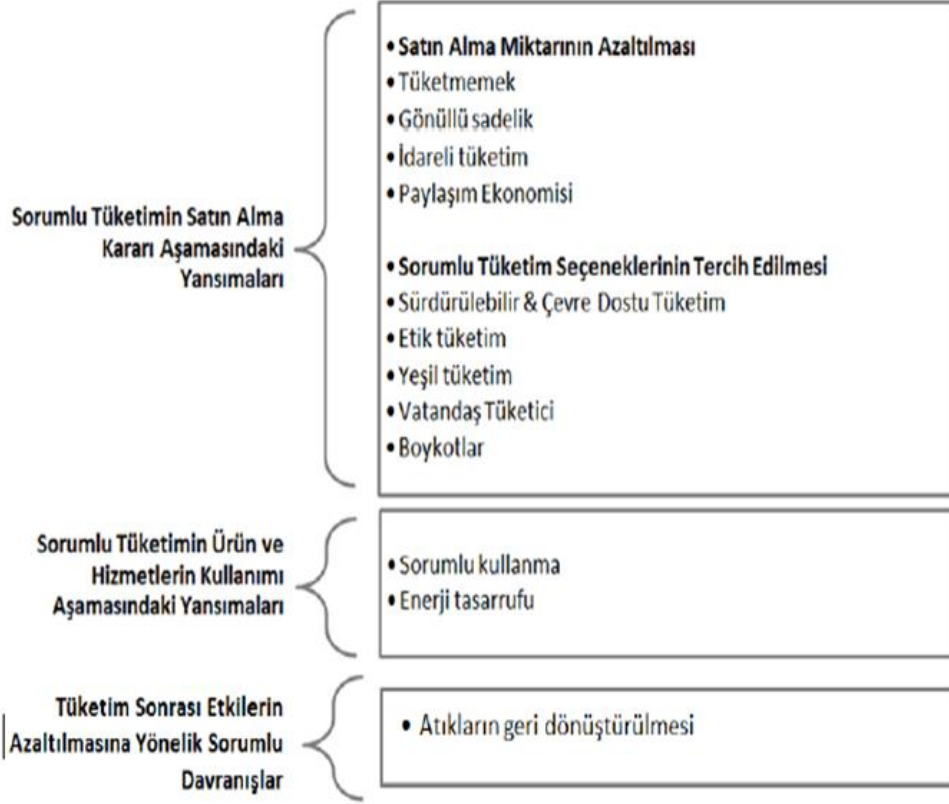 Sorumlu Tüketimin Satın Alma
Kararı Aşamasındaki
Yansımaları
• Satın Alma Miktarının Azaltılması
• Tüketmemek
• Gönüllü sadelik
• İdareli tüketim
• Paylaşım Ekonomisi
• Sorumlu Tüketim Seçeneklerinin Tercih Edilmesi
• Sürdürülebilir & Çevre Dostu Tüketim
• Etik tüketim
• Yeşil tüketim
• Vatandaş Tüketici
• Boykotlar
Sorumlu Tüketimin Ürün ve
Hizmetlerin Kullanımı
Aşamasındaki Yansımaları
• Sorumlu kullanma
• Enerji tasarrufu
Tüketim Sonrası Etkilerin
Azaltılmasına Yönelik Sorumlu
Davranışlar
• Atıkların geri dönüştürülmesi